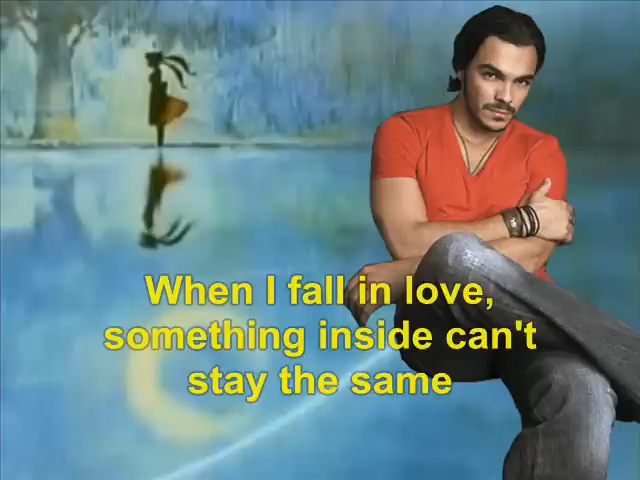 When I fall in love,
something inside can't
stay the same